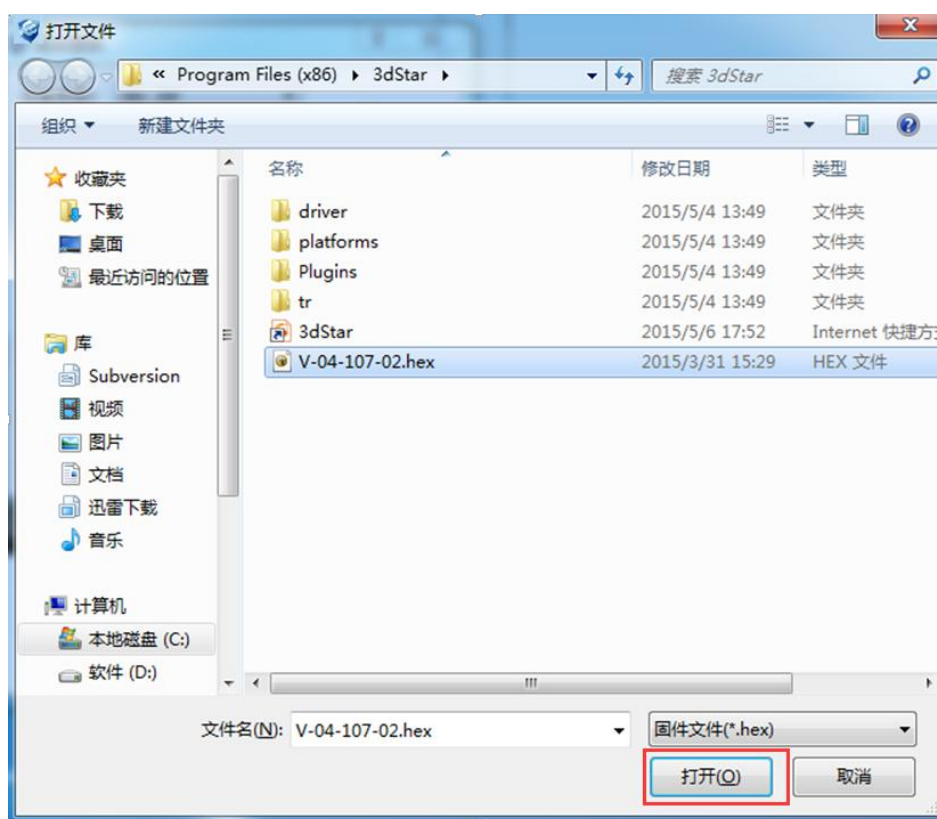 打开文件
« Program Files (x86) ▸ 3dStar ▸
搜索 3dStar
组织 新建文件夹
名称 修改日期 类型
收藏夹
下载
桌面
最近访问的位置
库
Subversion
视频
图片
文档
迅雷下载
音乐
计算机
本地磁盘 (C:)
软件 (D:)
driver 2015/5/4 13:49 文件夹
platforms 2015/5/4 13:49 文件夹
Plugins 2015/5/4 13:49 文件夹
tr 2015/5/4 13:49 文件夹
3dStar 2015/5/6 17:52 Internet 快捷方
V-04-107-02.hex 2015/3/31 15:29 HEX 文件
文件名(N): V-04-107-02.hex 固件文件(*.hex)
打开(O) 取消